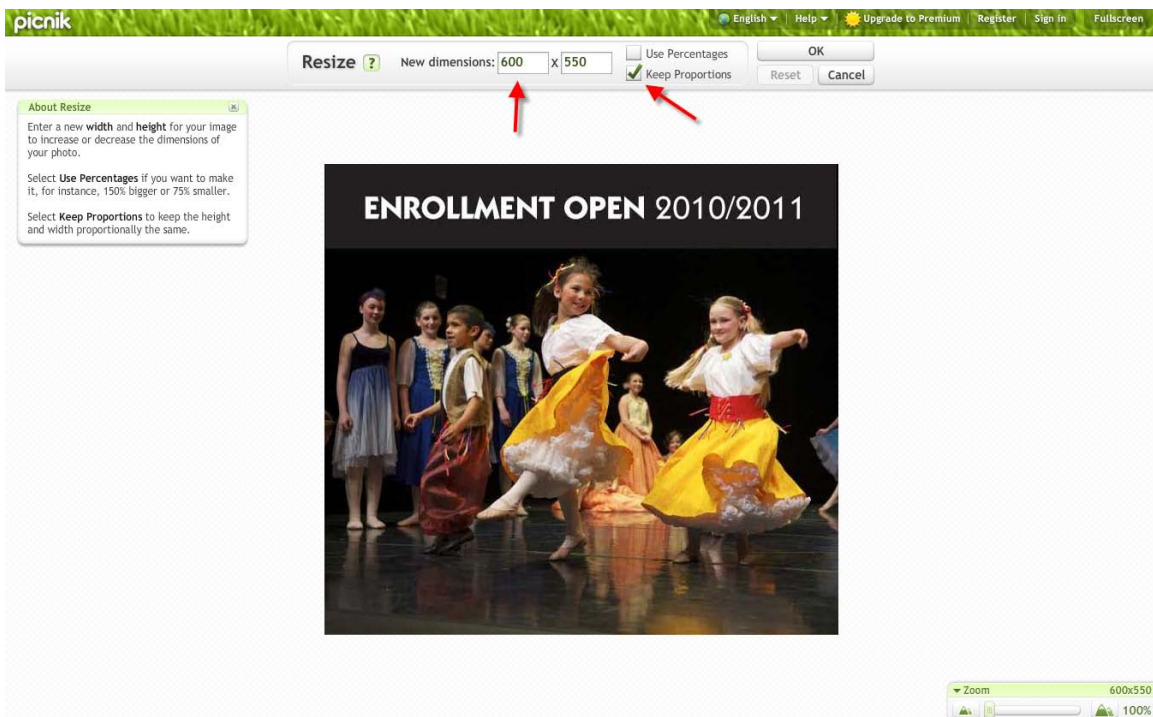 picnik
English
Help
Upgrade to Premium
Register
Sign in
Fullscreen
Resize ?
New dimensions: 600 x 550
Use Percentages
Keep Proportions
OK
Reset
Cancel
About Resize
Enter a new width and height for your image
to increase or decrease the dimensions of
your photo.
Select Use Percentages if you want to make
it, for instance, 150% bigger or 75% smaller.
Select Keep Proportions to keep the height
and width proportionally the same.
ENROLLMENT OPEN 2010/2011
Zoom
600x550
100%